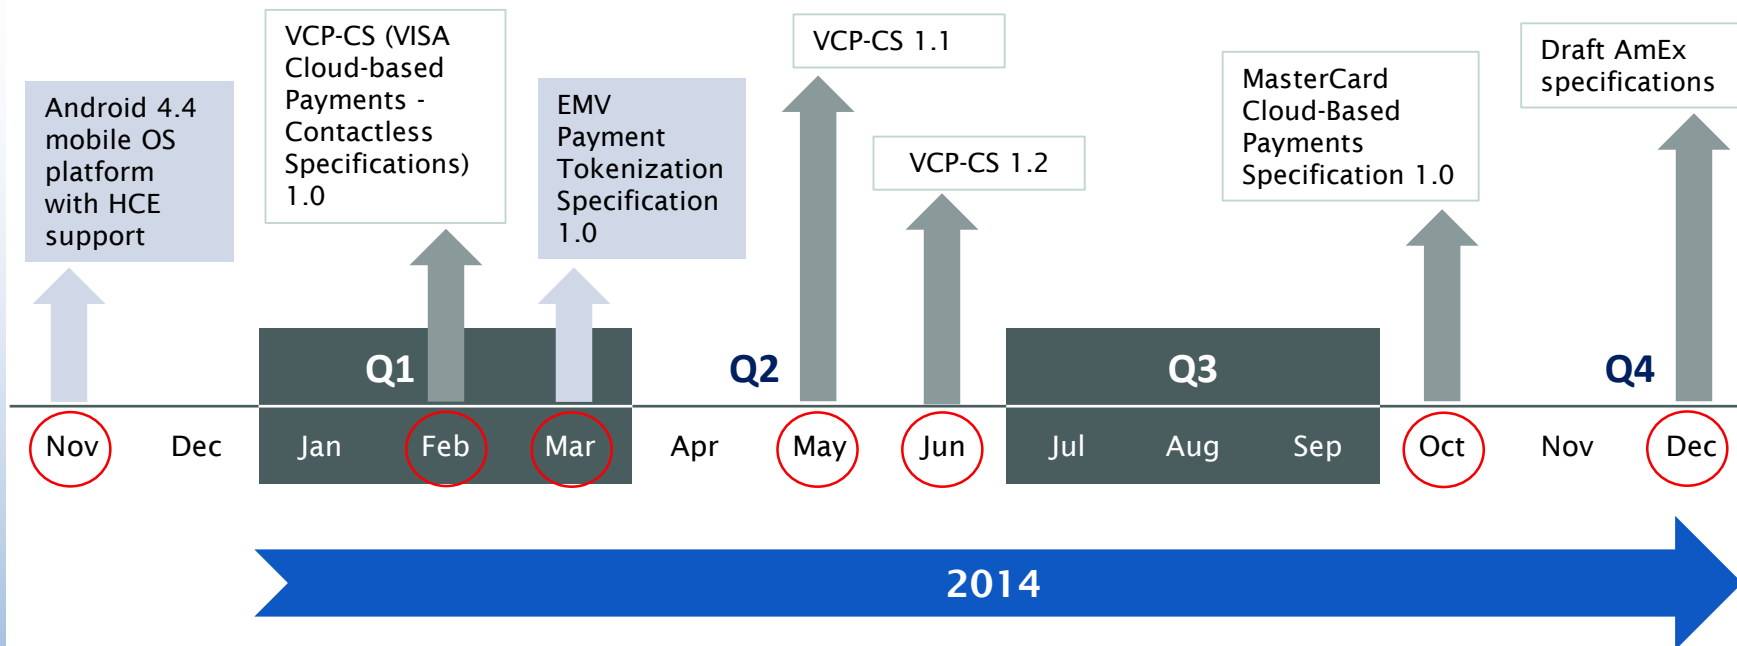 Android 4.4
mobile OS
platform
with HCE
support
VCP-CS (VISA
Cloud-based
Payments -
Contactless
Specifications)
1.0
EMV
Payment
Tokenization
Specification
1.0
VCP-CS 1.1
VCP-CS 1.2
MasterCard
Cloud-Based
Payments
Specification 1.0
Draft AmEx
specifications
Q1
Q2
Q3
Q4
Nov
Dec
Jan
Feb
Mar
Apr
May
Jun
Jul
Aug
Sep
Oct
Nov
Dec
2014